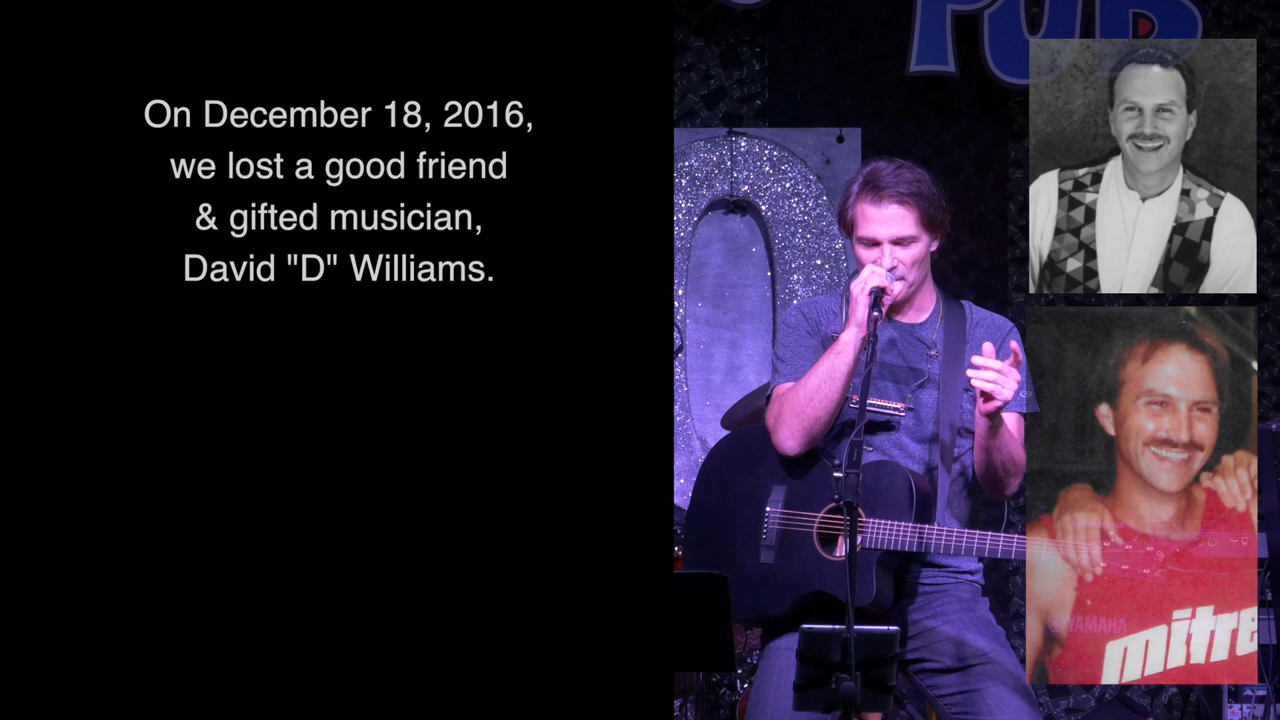 On December 18, 2016,
we lost a good friend
& gifted musician,
David "D" Williams.
PUB
YAMAHA
mitre